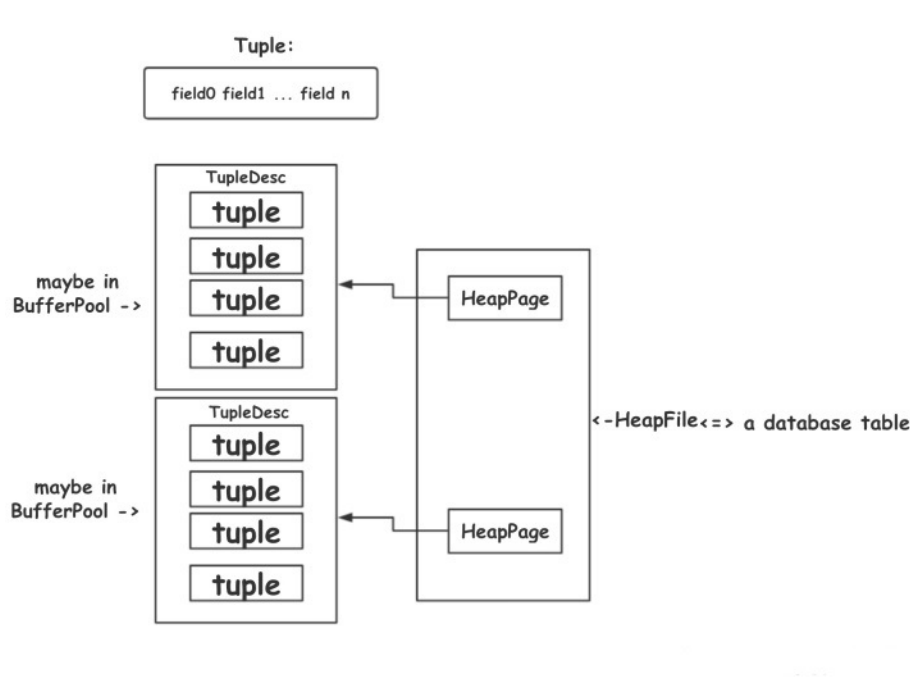 Tuple:
field0 field1 ... field n
TupleDesc
tuple
tuple
tuple
tuple
maybe in
BufferPool ->
HeapPage
<-HeapFile<=> a database table
TupleDesc
tuple
tuple
tuple
tuple
maybe in
BufferPool ->
HeapPage